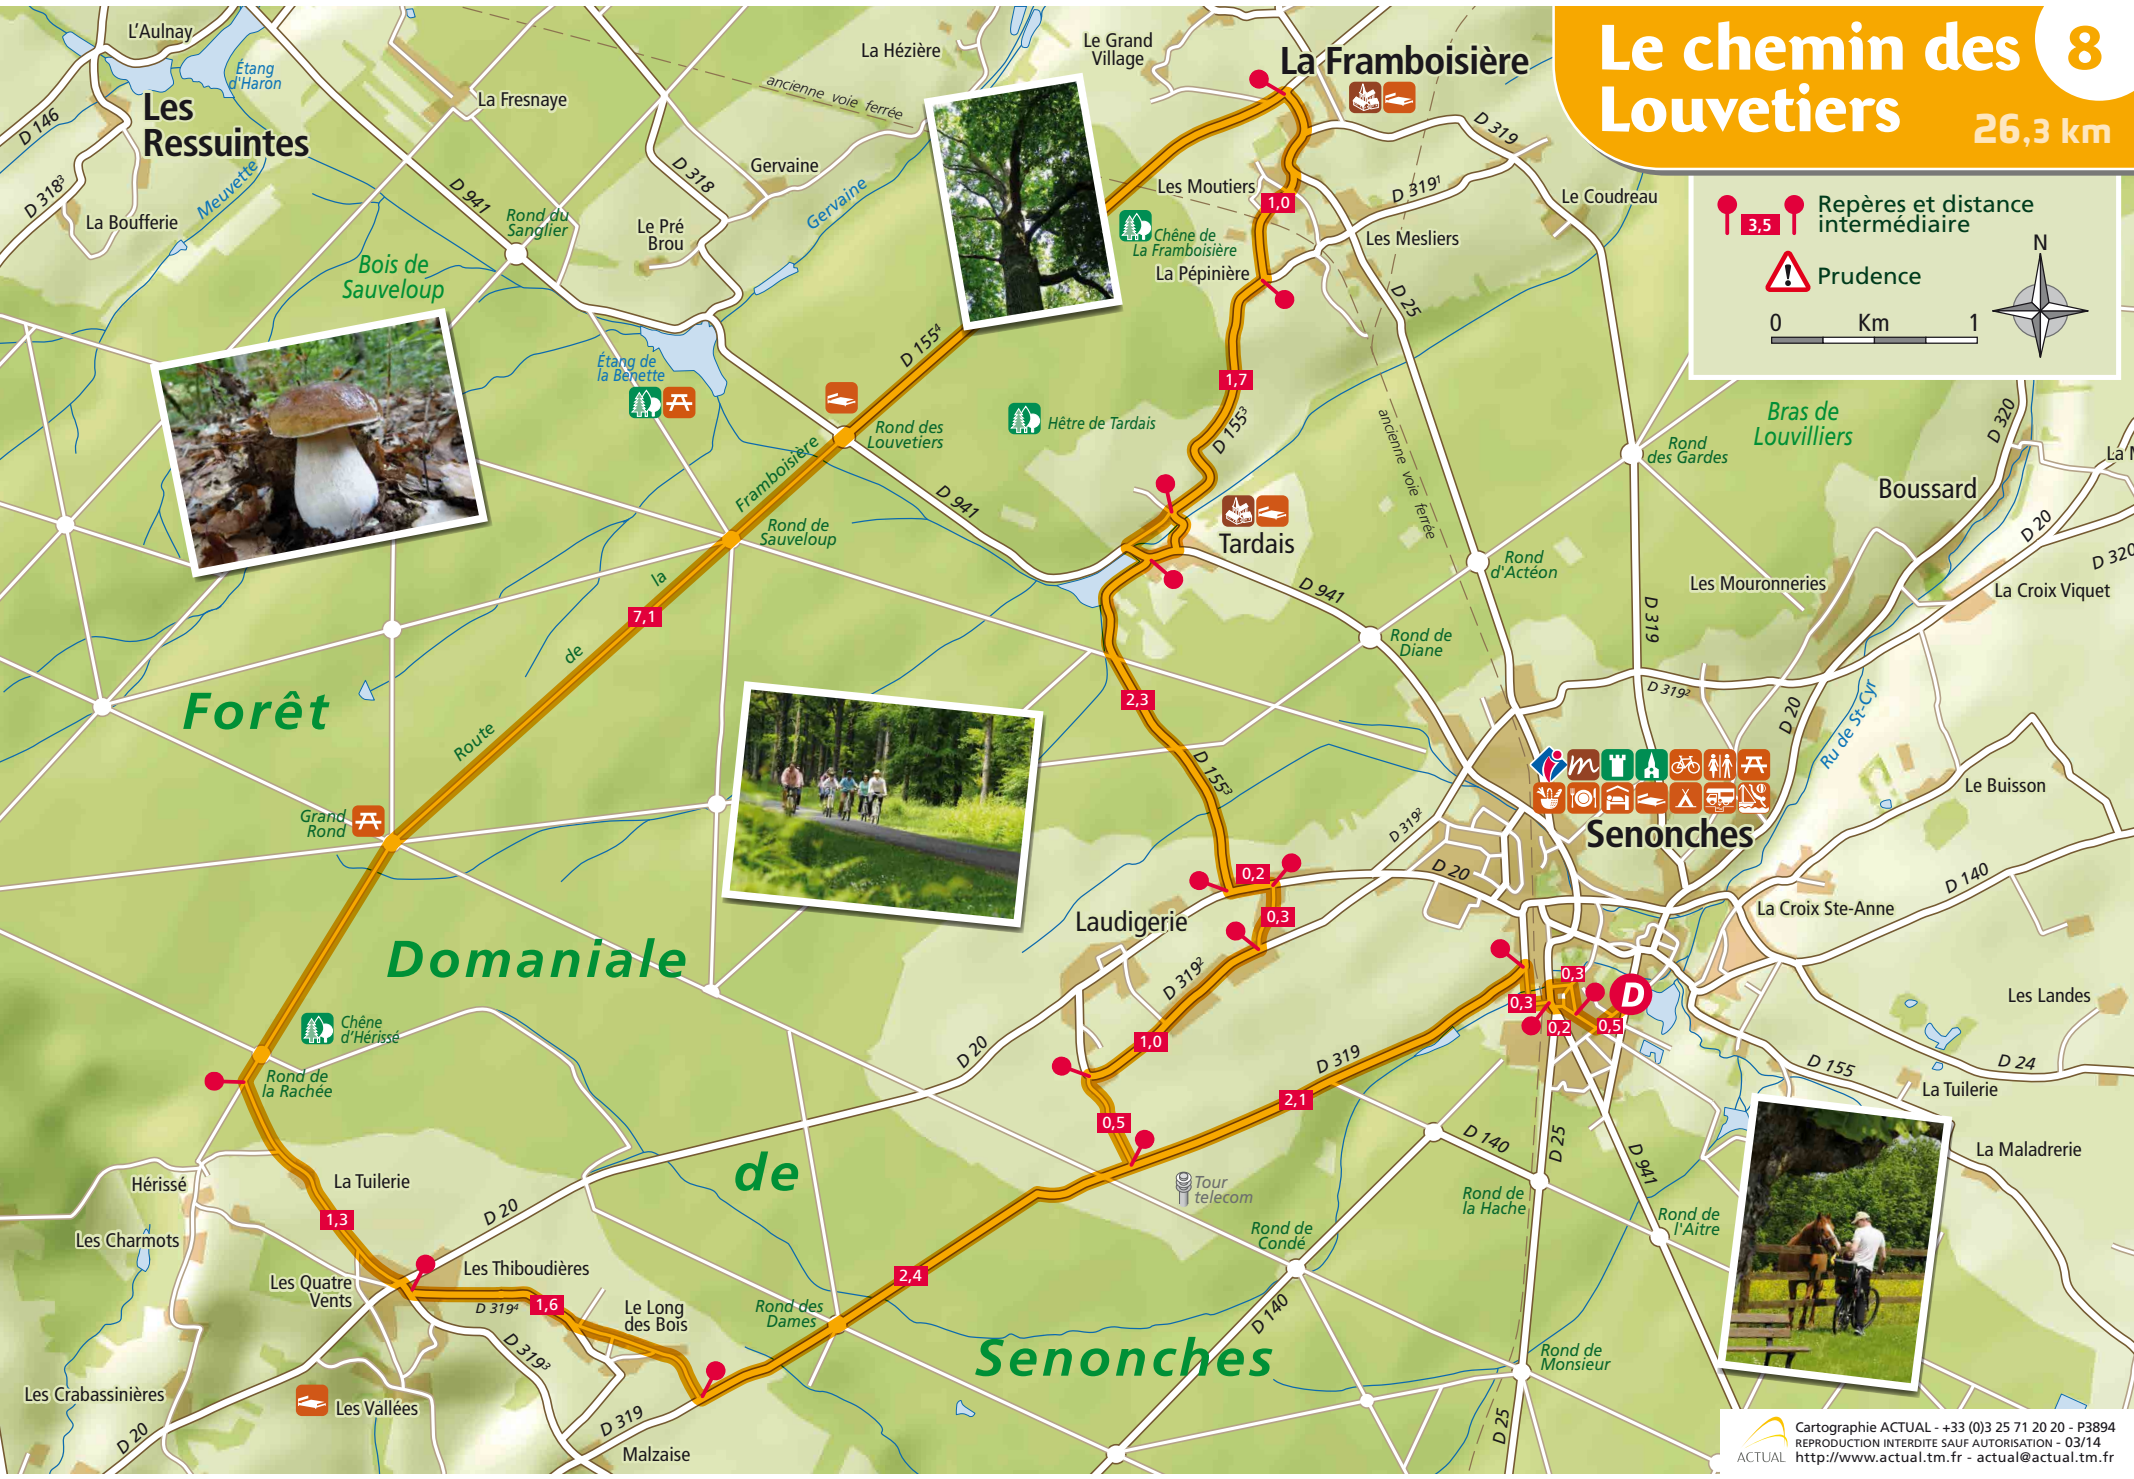 Le chemin des
Louvetiers
8
26,3 km
Repères et distance
intermédiaire
3,5
Prudence
N
0 Km 1
L'Aulnay
Étang
d'Haron
Les
Ressuintes
D 146
D 318³
La Boufferie
Meuvette
La Fresnaye
D 941
Rond du
Sanglier
Bois de
Sauveloup
La Hézière
ancienne voie ferrée
D 318
Gervaine
Gervaine
Le Pré
Brou
Étang de
la Benette
Le Grand
Village
La Framboisière
D 319
D 319¹
Les Moutiers
1,0
Chêne de
La Framboisière
La Pépinière
Les Mesliers
Le Coudreau
D 25
D 155⁴
1,7
D 155³
Hêtre de Tardais
Rond des
Louvetiers
D 941
Tardais
ancienne voie ferrée
Rond
des Gardes
Bras de
Louvilliers
D 320
La
Boussard
D 20
D 320
La Croix Viquet
Les Mouronneries
Rond
d'Actéon
D 941
Rond de
Diane
D 319
D 319²
D 20
Ru de St-Cyr
Le Buisson
Rond de
Sauveloup
Route de la Framboisière
7,1
2,3
D 155³
Forêt
Domaniale
de
Senonches
Grand
Rond
Senonches
D 319²
D 20
D 140
La Croix Ste-Anne
Les Landes
D 24
D 155
La Tuilerie
La Maladrerie
0,2
0,3
Laudigerie
D 319²
1,0
0,5
D 20
D 319
2,1
0,3
0,3
0,2
0,5
D
Chêne
d'Hérissé
Rond de
la Rachée
Hérissé
La Tuilerie
1,3
Les Charmots
Les Quatre
Vents
D 20
Les Thiboudières
D 319⁴
1,6
Le Long
des Bois
D 319³
Les Crabassinières
Les Vallées
D 20
D 319
Malzaise
Rond des
Dames
2,4
Tour
telecom
Rond de
Condé
D 140
D 140
Rond de
la Hache
D 25
D 941
Rond de
l'Aitre
Rond de
Monsieur
D 25
ACTUAL
Cartographie ACTUAL - +33 (0)3 25 71 20 20 - P3894
REPRODUCTION INTERDITE SAUF AUTORISATION - 03/14
http://www.actual.tm.fr - actual@actual.tm.fr